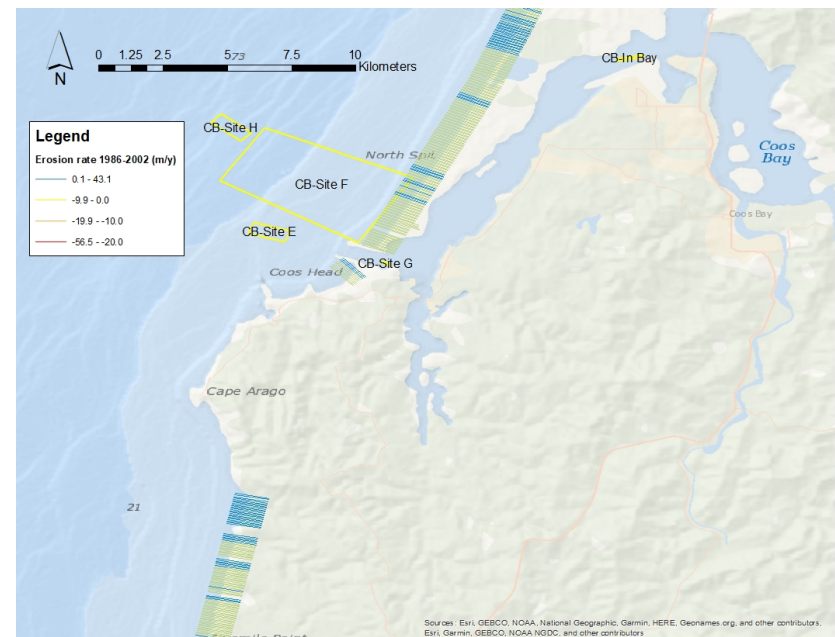 N
0 1.25 2.5 5 7.5 10
Kilometers
73
CB-In Bay
CB-Site H
Legend
Erosion rate 1986-2002 (m/y)
0.1 - 43.1
-9.9 - 0.0
-19.9 - -10.0
-56.5 - -20.0
North Spit
CB-Site F
Coos
Bay
Coos Bay
CB-Site E
CB-Site G
Coos Head
Cape Arago
21
Sources: Esri, GEBCO, NOAA, National Geographic, Garmin, HERE, Geonames.org, and other contributors.
Esri, Garmin, GEBCO, NOAA NGDC, and other contributors